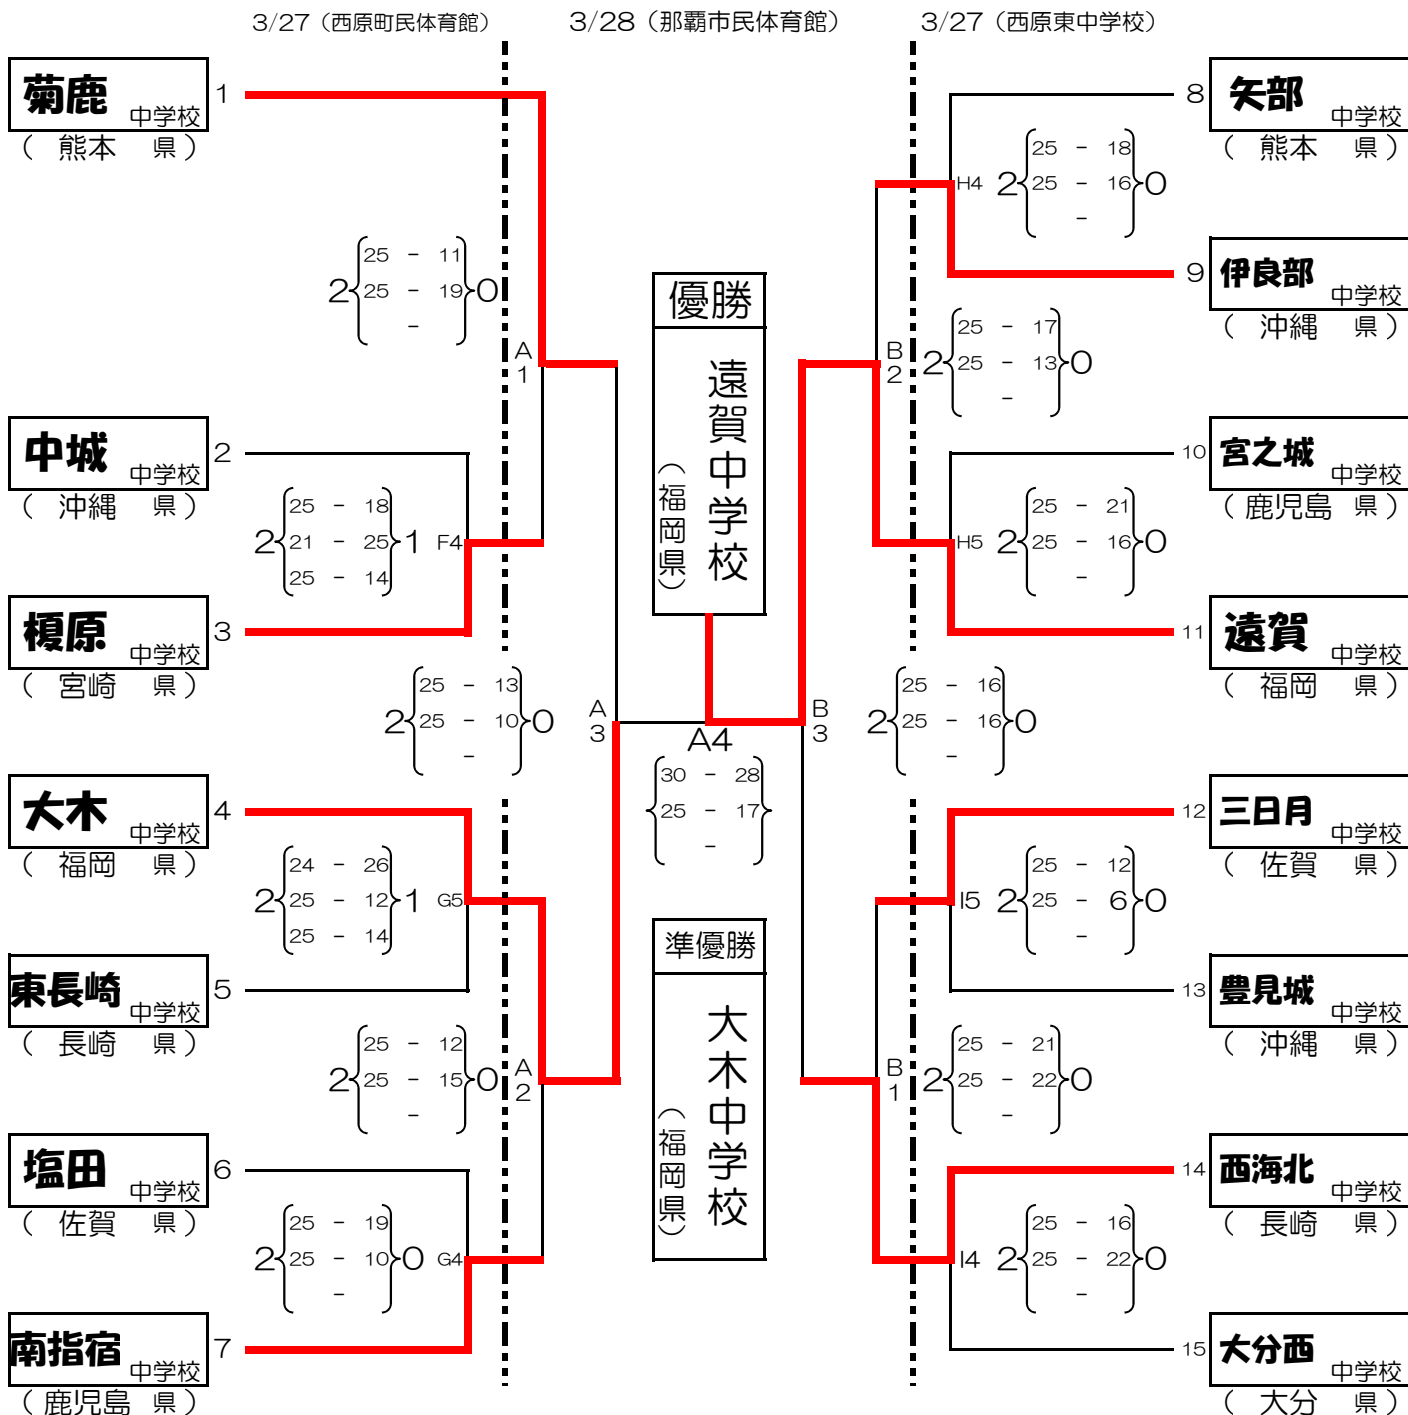 3/27（西原町民体育館）
3/28（那覇市民体育館）
3/27（西原東中学校）
菊鹿 中学校 1
（ 熊本 県）
25 - 11
2 25 - 19 0
-
A
1
中城 中学校 2
（ 沖縄 県）
25 - 18
2 21 - 25 1 F4
25 - 14
榎原 中学校 3
（ 宮崎 県）
25 - 13
2 25 - 10 0
-
A
3
大木 中学校 4
（ 福岡 県）
24 - 26
2 25 - 12 1 G5
25 - 14
東長崎 中学校 5
（ 長崎 県）
25 - 12
2 25 - 15 0
-
A
2
塩田 中学校 6
（ 佐賀 県）
25 - 19
2 25 - 10 0 G4
-
南指宿 中学校 7
（鹿児島 県）
優勝
遠賀中学校
（福岡県）
A4
30 - 28
25 - 17
-
準優勝
大木中学校
（福岡県）
8 矢部 中学校
（ 熊本 県）
25 - 18
H4 2 25 - 16 0
-
9 伊良部 中学校
（ 沖縄 県）
B
2
25 - 17
2 25 - 13 0
-
10 宮之城 中学校
（鹿児島 県）
25 - 21
H5 2 25 - 16 0
-
11 遠賀 中学校
（ 福岡 県）
B
3
25 - 16
2 25 - 16 0
-
12 三日月 中学校
（ 佐賀 県）
25 - 12
I5 2 25 - 6 0
-
13 豊見城 中学校
（ 沖縄 県）
B
1
25 - 21
2 25 - 22 0
-
14 西海北 中学校
（ 長崎 県）
25 - 16
I4 2 25 - 22 0
-
15 大分西 中学校
（ 大分 県）